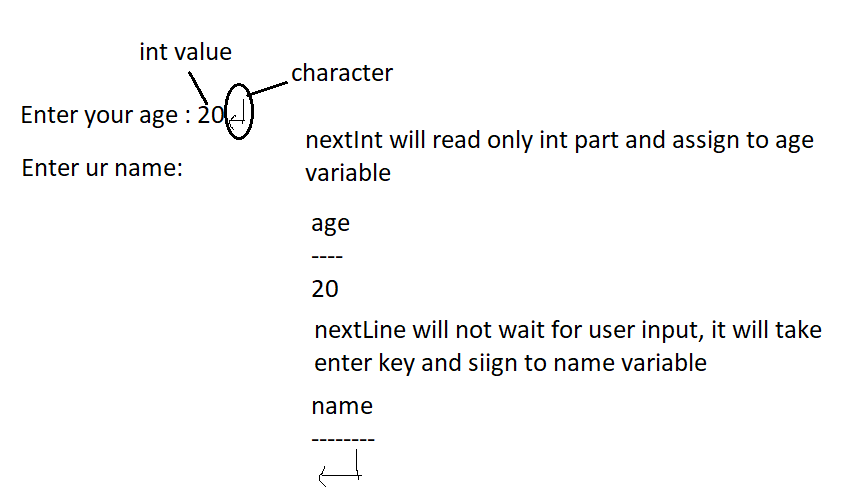 int value
character
Enter your age : 20
nextInt will read only int part and assign to age
variable
Enter ur name:
age
----
20
nextLine will not wait for user input, it will take
enter key and siign to name variable
name
--------